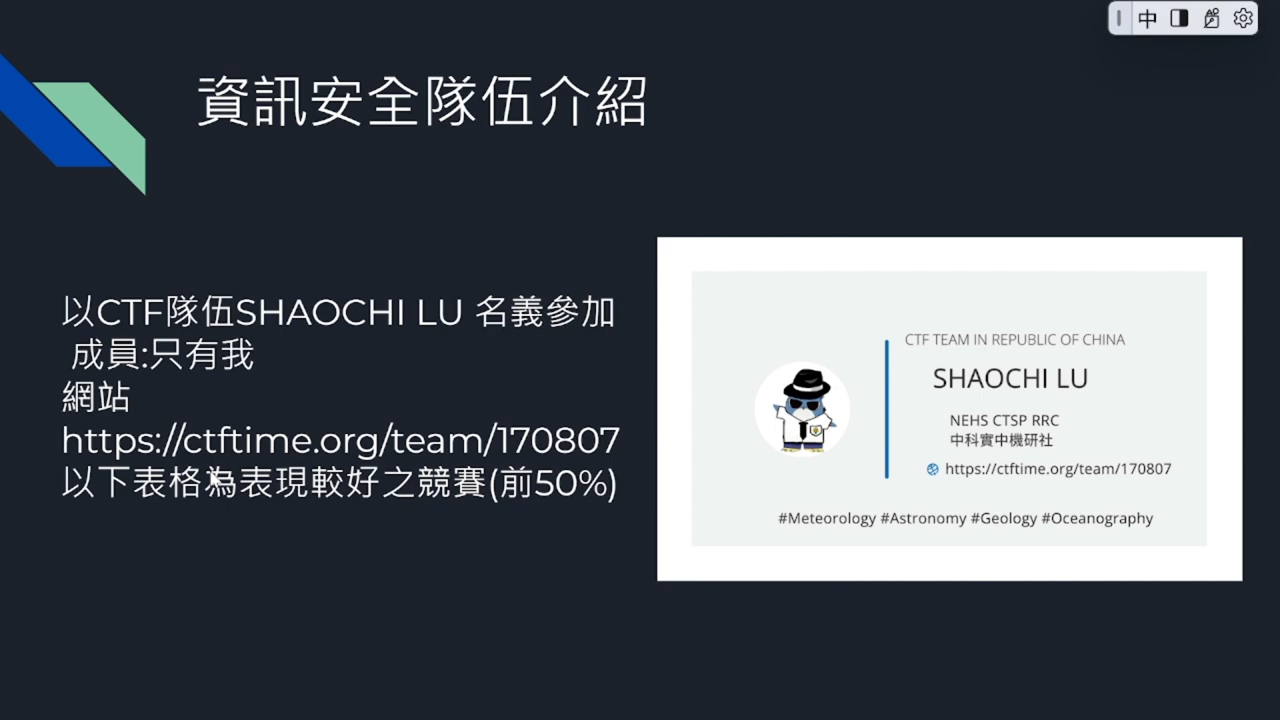 中
資訊安全隊伍介紹
以CTF隊伍SHAOCHI LU 名義參加
成員:只有我
網站
https://ctftime.org/team/170807
以下表格為表現較好之競賽(前50%)
CTF TEAM IN REPUBLIC OF CHINA
SHAOCHI LU
NEHS CTSP RRC
中科實中機研社
https://ctftime.org/team/170807
#Meteorology #Astronomy #Geology #Oceanography